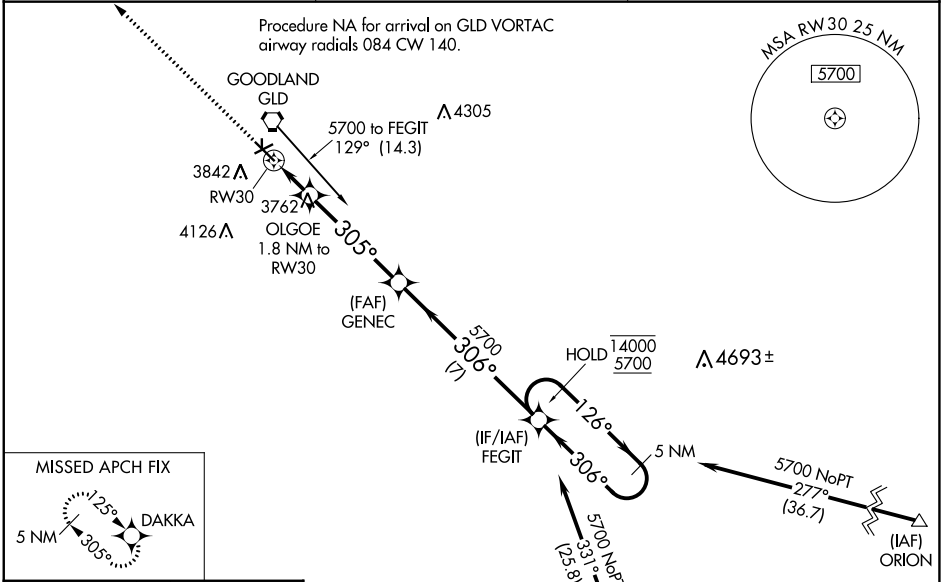 Procedure NA for arrival on GLD VORTAC
airway radials 084 CW 140.
MSA RW30 25 NM
5700
GOODLAND
GLD
4305
5700 to FEGIT
129° (14.3)
3842
RW30
3762
4126
OLGOE
1.8 NM to
RW30
305°
(FAF)
GENEC
5700
306°
(7)
HOLD
14000
5700
4693±
126°
(IF/IAF)
FEGIT
306°
5 NM
5700 NoPT
277°
(36.7)
(IAF)
ORION
5700 NoPT
331°
(25.8)
MISSED APCH FIX
125°
DAKKA
5 NM
305°